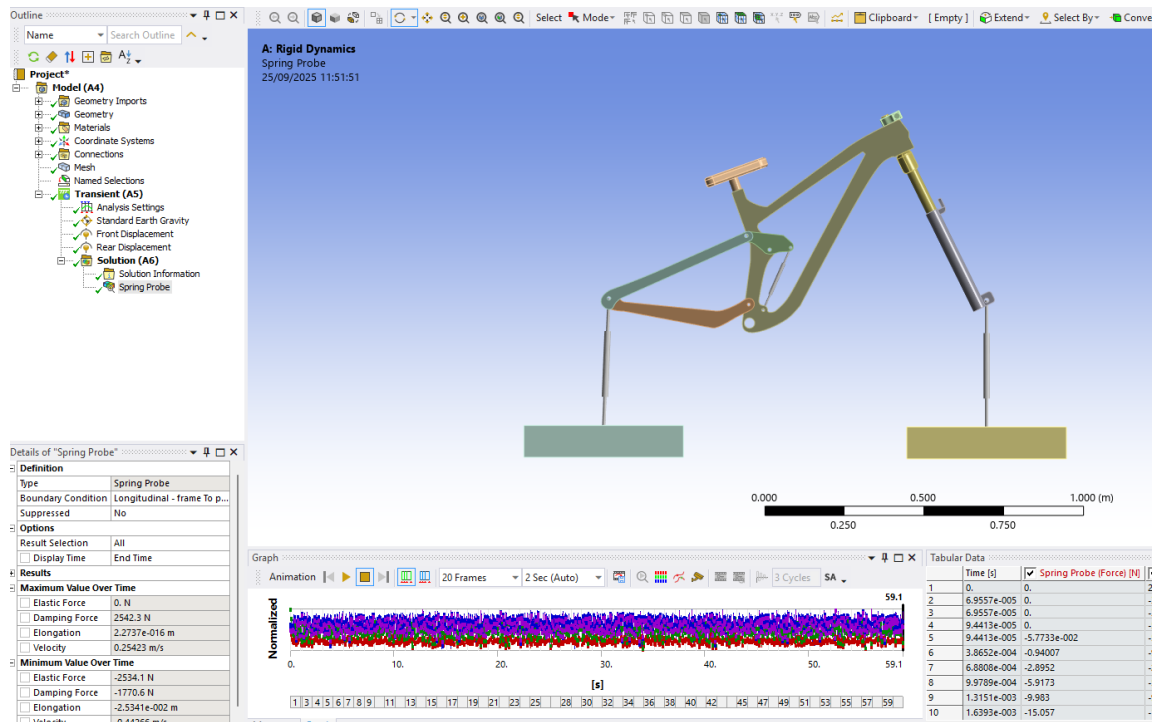 Outline
Name
Search Outline
Project*
Model (A4)
Geometry Imports
Geometry
Materials
Coordinate Systems
Connections
Mesh
Named Selections
Transient (A5)
Analysis Settings
Standard Earth Gravity
Front Displacement
Rear Displacement
Solution (A6)
Solution Information
Spring Probe
Select Mode Clipboard [ Empty ] Extend Select By Conve
A: Rigid Dynamics
Spring Probe
25/09/2025 11:51:51
0.000 0.500 1.000 (m)
0.250 0.750
Details of "Spring Probe"
Definition
Type Spring Probe
Boundary Condition Longitudinal - frame To p...
Suppressed No
Options
Result Selection All
Display Time End Time
Results
Maximum Value Over Time
Elastic Force 0. N
Damping Force 2542.3 N
Elongation 2.2737e-016 m
Velocity 0.25423 m/s
Minimum Value Over Time
Elastic Force -2534.1 N
Damping Force -1770.6 N
Elongation -2.5341e-002 m
Graph
Animation 20 Frames 2 Sec (Auto) 3 Cycles SA
Normalized
59.1
0. 10. 20. 30. 40. 50. 59.1
[s]
1 3 4 5 6 7 8 9 11 13 15 17 19 21 23 25 28 30 32 34 36 38 40 42 45 47 49 51 53 55 57 59
Tabular Data
Time [s] Spring Probe (Force) [N]
1 0. 0. 2
2 6.9557e-005 0. -
3 6.9557e-005 0. -
4 9.4413e-005 0. -
5 9.4413e-005 -5.7733e-002 -
6 3.8652e-004 -0.94007 -
7 6.8808e-004 -2.8952 -
8 9.9789e-004 -5.9173 -
9 1.3151e-003 -9.983 -
10 1.6393e-003 -15.057 -